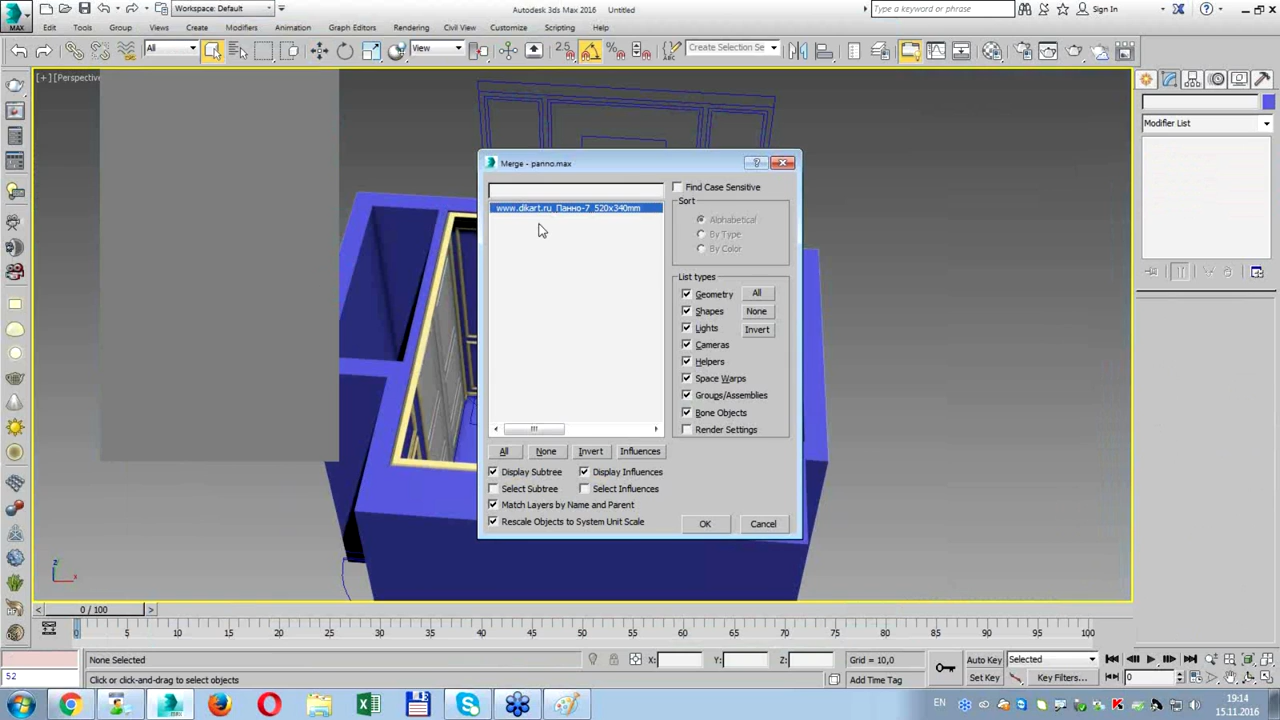 Workspace: Default
Autodesk 3ds Max 2016 Untitled
Type a keyword or phrase
Sign In
MAX
Edit Tools Group Views Create Modifiers Animation Graph Editors Rendering Civil View Customize Scripting Help
All
View
2.5
Create Selection Se
[ + ] [Perspective
Merge - panno.max
Find Case Sensitive
www.dikart.ru Панно-7 520x340mm
Sort
Alphabetical
By Type
By Color
List types
Geometry
All
Shapes
None
Lights
Invert
Cameras
Helpers
Space Warps
Groups/Assemblies
Bone Objects
Render Settings
All
None
Invert
Influences
Display Subtree
Display Influences
Select Subtree
Select Influences
Match Layers by Name and Parent
Rescale Objects to System Unit Scale
OK
Cancel
Modifier List
z
x
0 / 100
0 5 10 15 20 25 30 35 40 45 50 55 60 65 70 75 80 85 90 95 100
None Selected
X:
Y:
Z:
Grid = 10,0
Auto Key
Selected
52
Click or click-and-drag to select objects
Add Time Tag
Set Key
Key Filters...
0
EN
19:14
15.11.2016